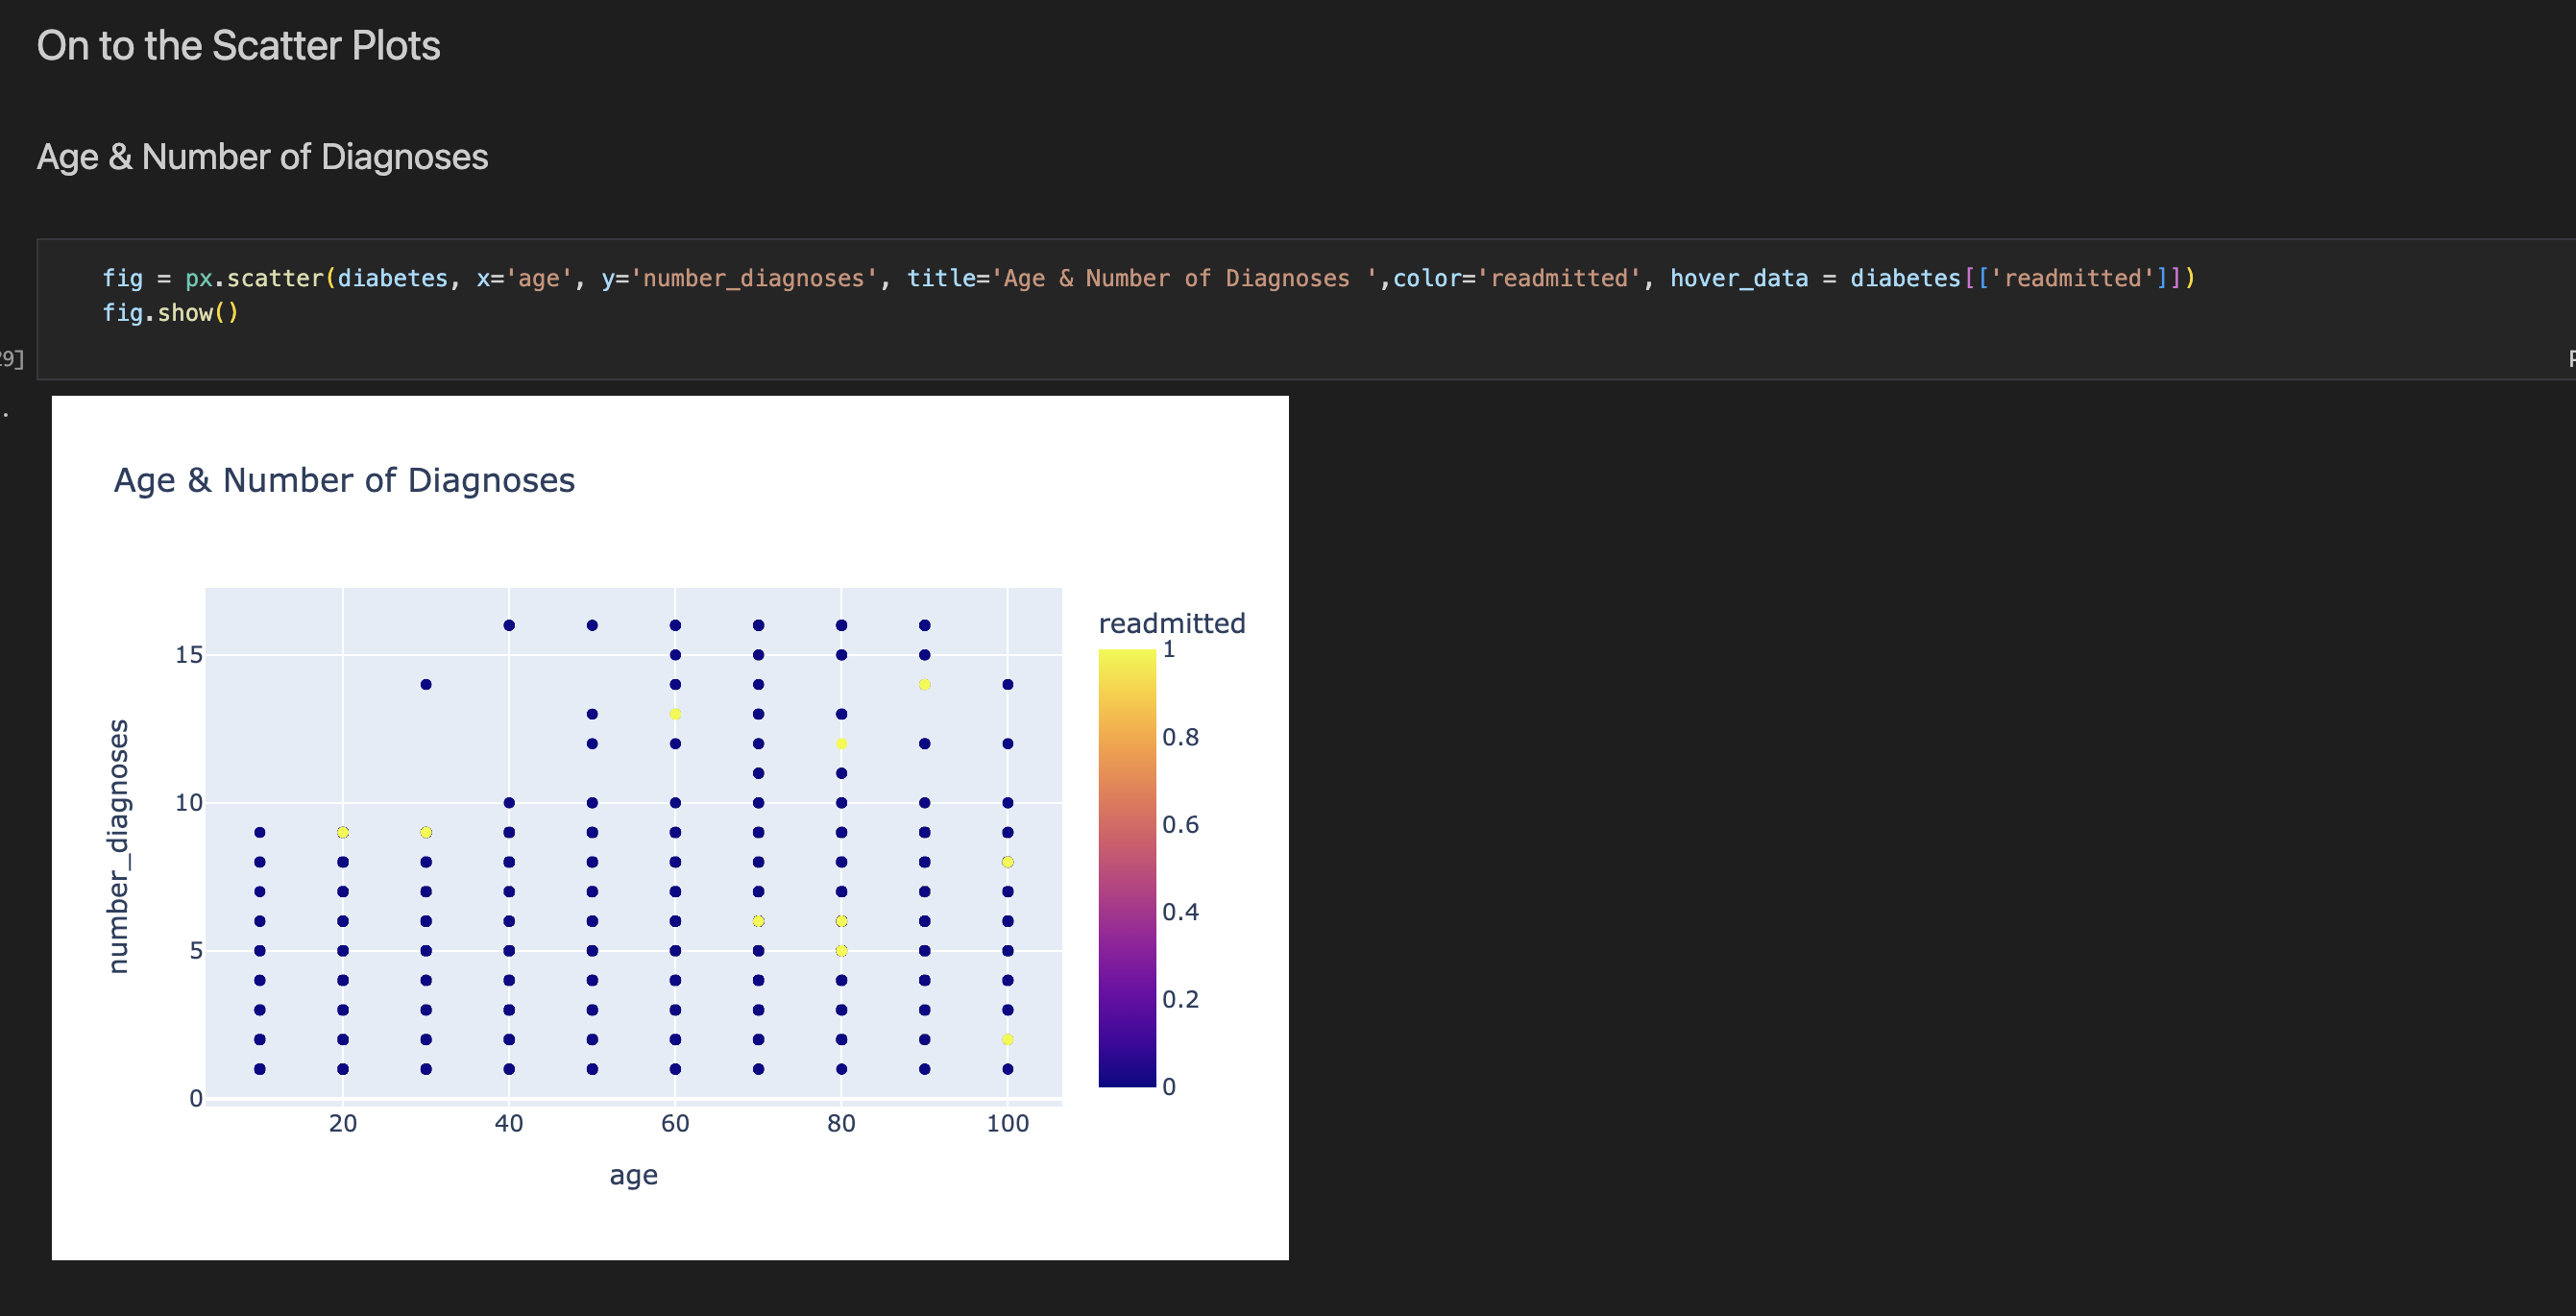 On to the Scatter Plots
Age & Number of Diagnoses
fig = px.scatter(diabetes, x='age', y='number_diagnoses', title='Age & Number of Diagnoses ',color='readmitted', hover_data = diabetes[['readmitted']])
fig.show()
9]
Age & Number of Diagnoses
readmitted
1
0.8
0.6
0.4
0.2
0
number_diagnoses
15
10
5
0
20 40 60 80 100
age